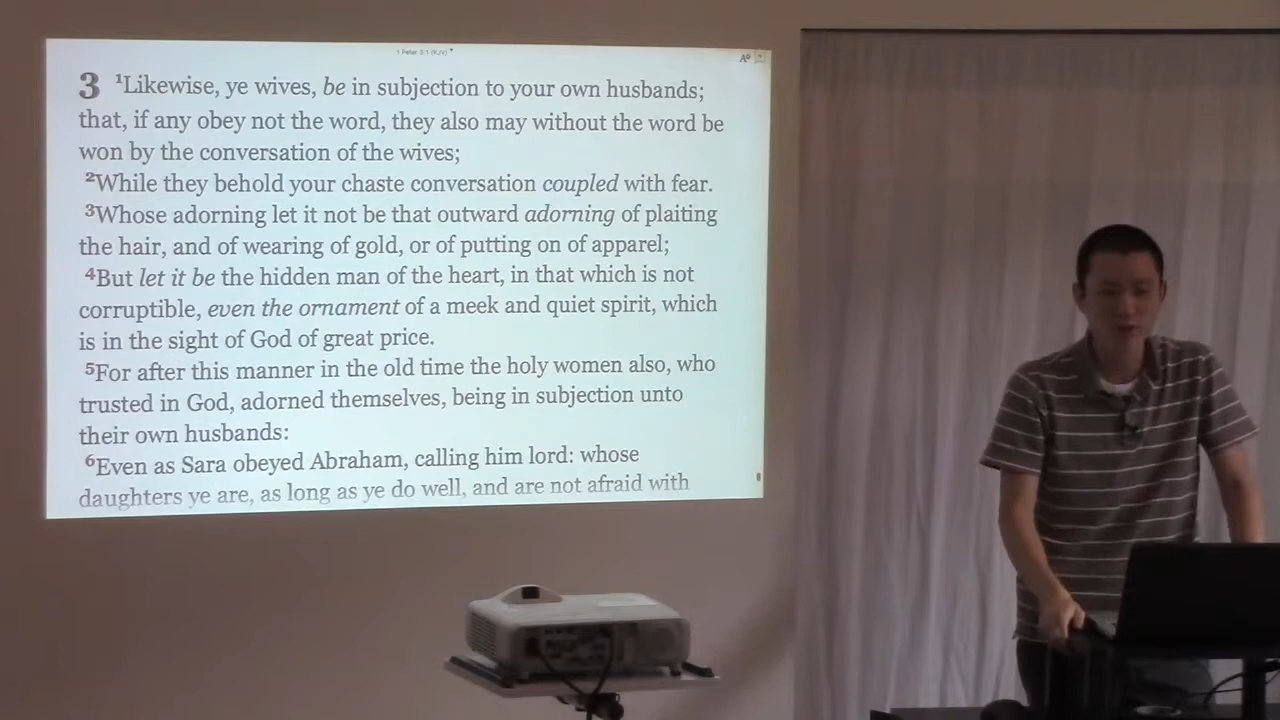 1 Peter 3:1 (KJV)
3 ¹Likewise, ye wives, be in subjection to your own husbands;
that, if any obey not the word, they also may without the word be
won by the conversation of the wives;
²While they behold your chaste conversation coupled with fear.
³Whose adorning let it not be that outward adorning of plaiting
the hair, and of wearing of gold, or of putting on of apparel;
⁴But let it be the hidden man of the heart, in that which is not
corruptible, even the ornament of a meek and quiet spirit, which
is in the sight of God of great price.
⁵For after this manner in the old time the holy women also, who
trusted in God, adorned themselves, being in subjection unto
their own husbands:
⁶Even as Sara obeyed Abraham, calling him lord: whose
daughters ye are, as long as ye do well, and are not afraid with